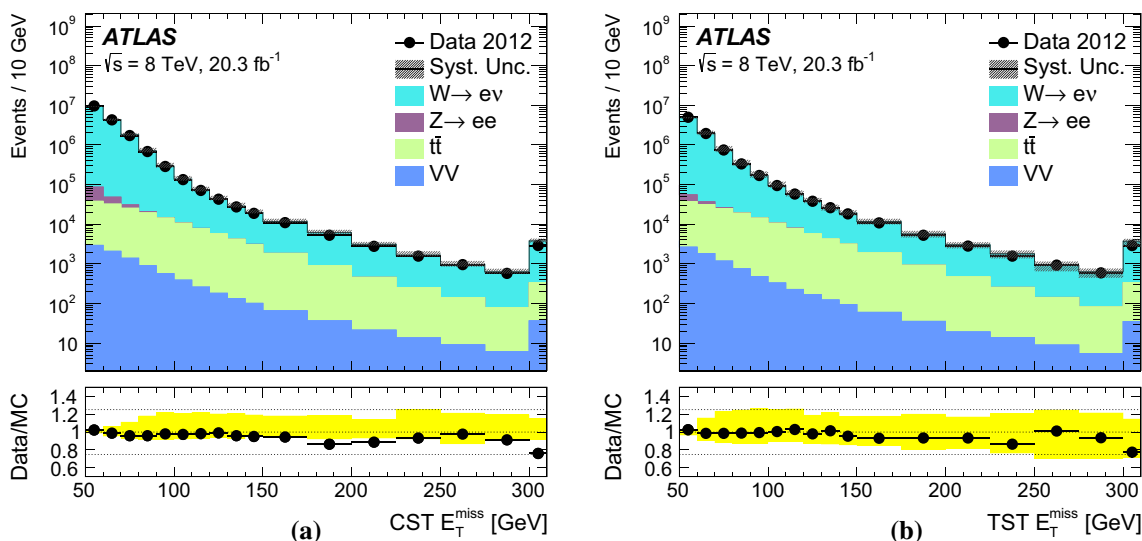 Events / 10 GeV
10⁹
10⁸
10⁷
10⁶
10⁵
10⁴
10³
10²
10
ATLAS
√s = 8 TeV, 20.3 fb⁻¹
Data 2012
Syst. Unc.
W→ eν
Z→ ee
tt̄
VV
Data/MC
1.4
1.2
1.0
0.8
0.6
50 100 150 200 250 300
CST E_T^miss [GeV]
(a)
Events / 10 GeV
10⁹
10⁸
10⁷
10⁶
10⁵
10⁴
10³
10²
10
ATLAS
√s = 8 TeV, 20.3 fb⁻¹
Data 2012
Syst. Unc.
W→ eν
Z→ ee
tt̄
VV
Data/MC
1.4
1.2
1.0
0.8
0.6
50 100 150 200 250 300
TST E_T^miss [GeV]
(b)